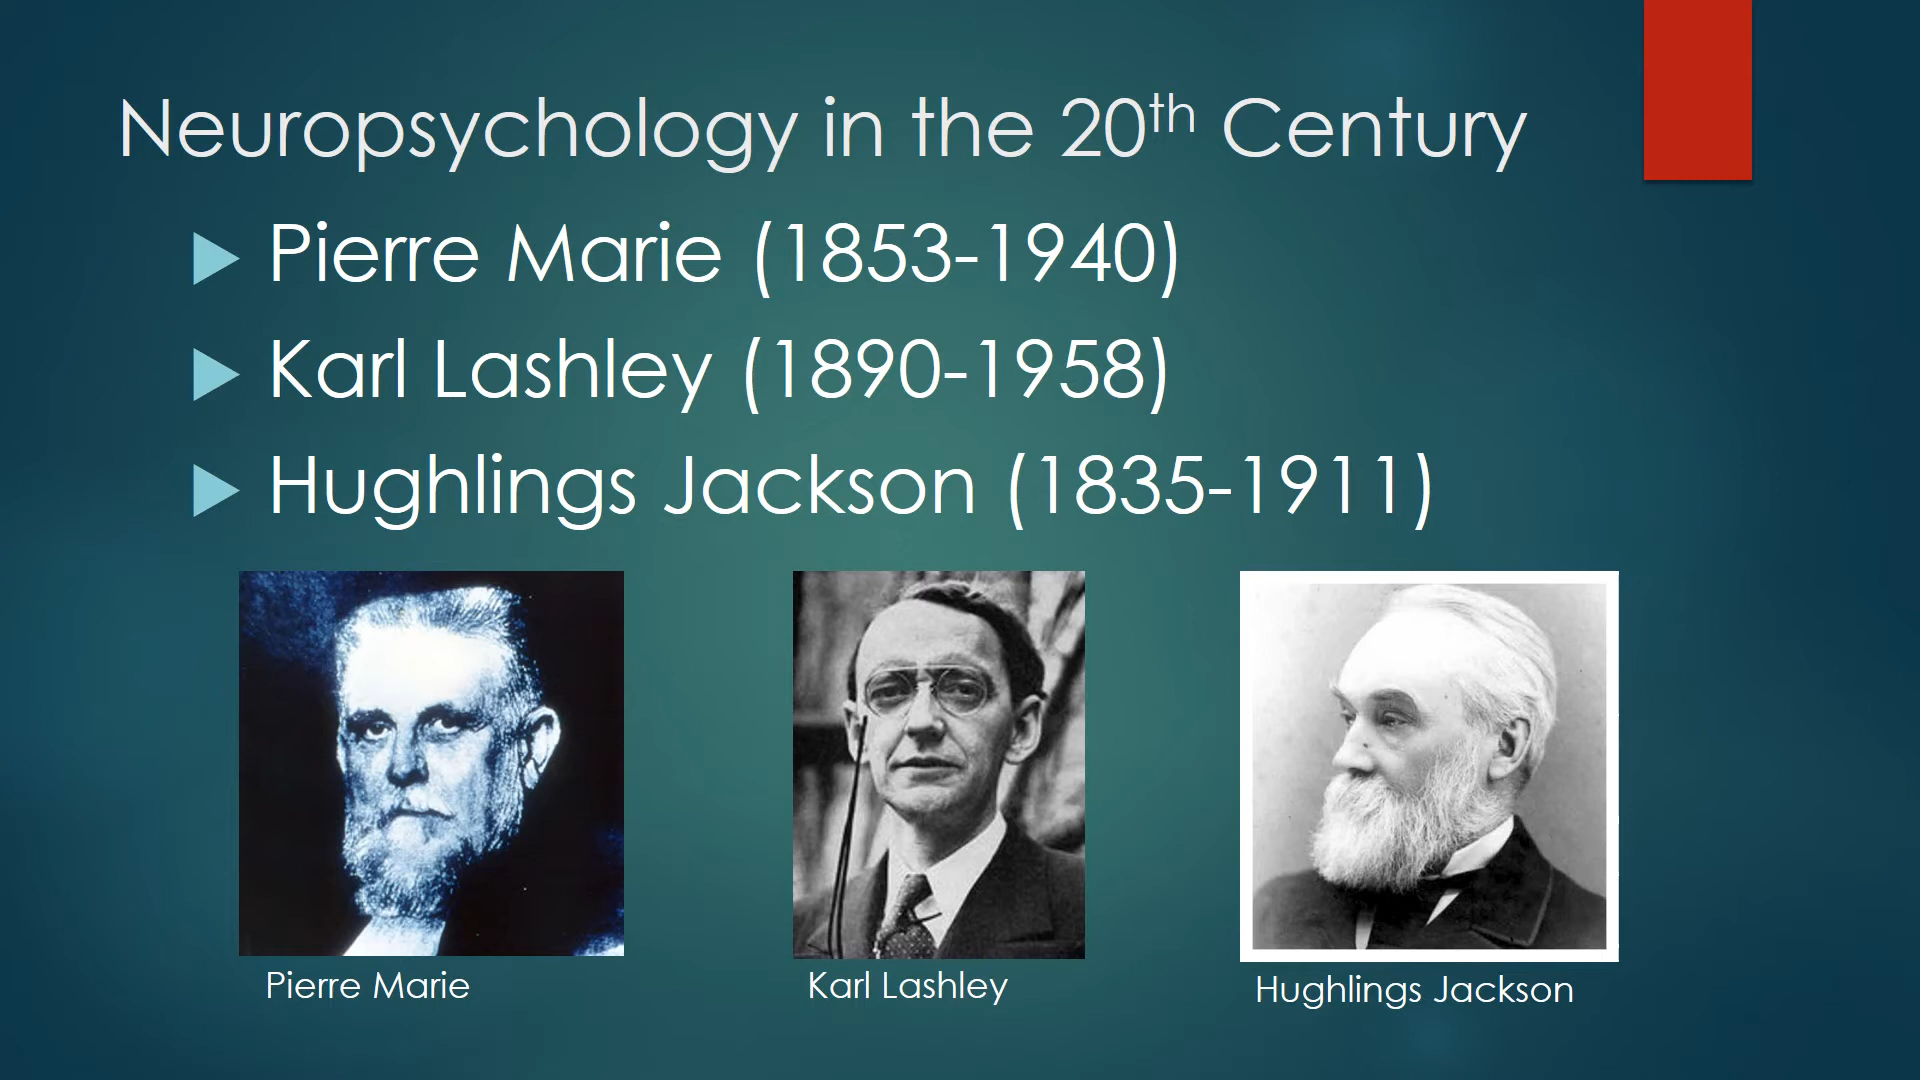 Neuropsychology in the 20th Century
Pierre Marie (1853-1940)
Karl Lashley (1890-1958)
Hughlings Jackson (1835-1911)
Pierre Marie
Karl Lashley
Hughlings Jackson